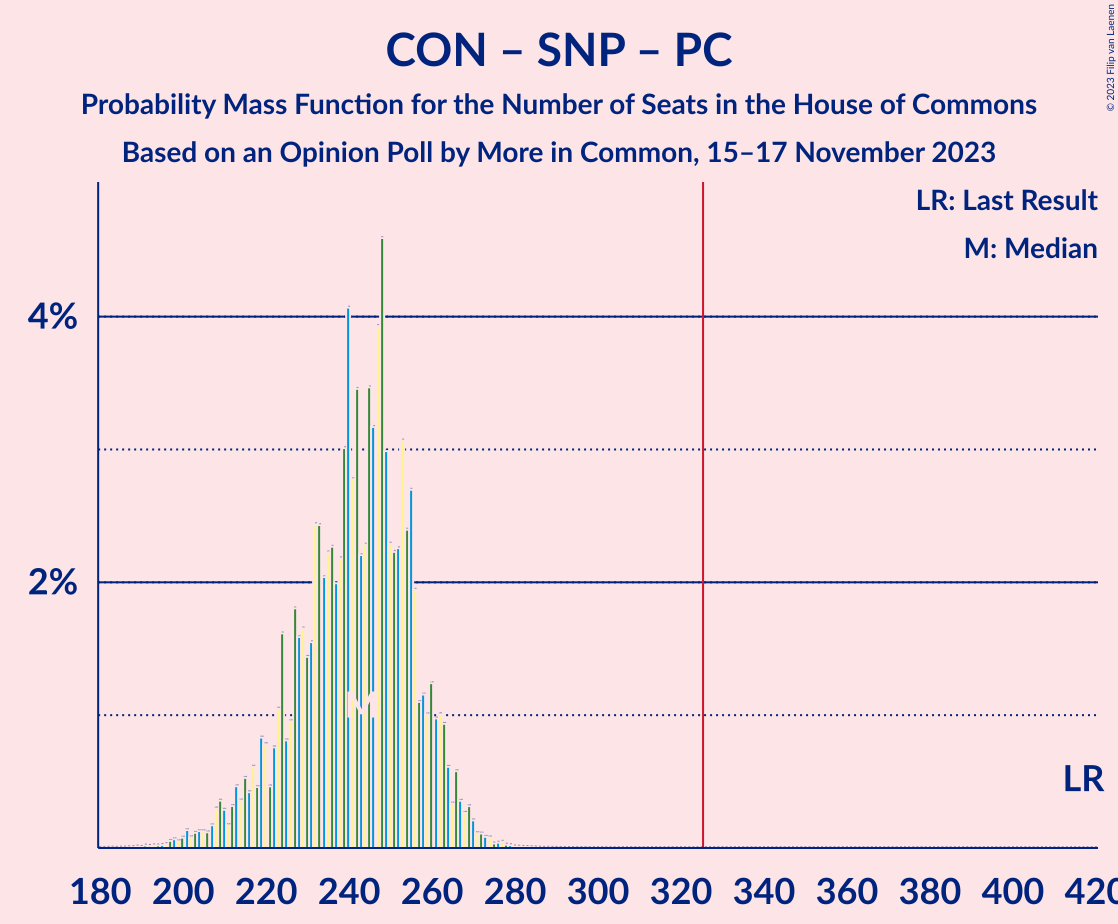 CON – SNP – PC
Probability Mass Function for the Number of Seats in the House of Commons
Based on an Opinion Poll by More in Common, 15–17 November 2023
© 2023 Filip van Laenen
LR: Last Result
M: Median
4%
2%
M
LR
180 200 220 240 260 280 300 320 340 360 380 400 420